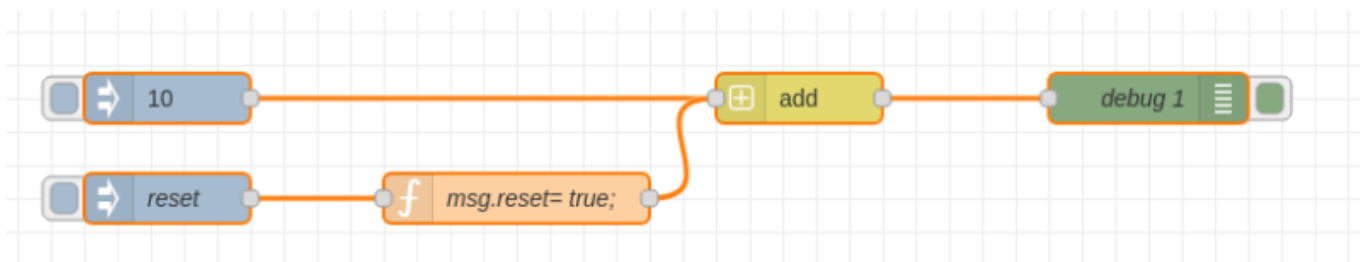 10
add
debug 1
reset
msg.reset= true;